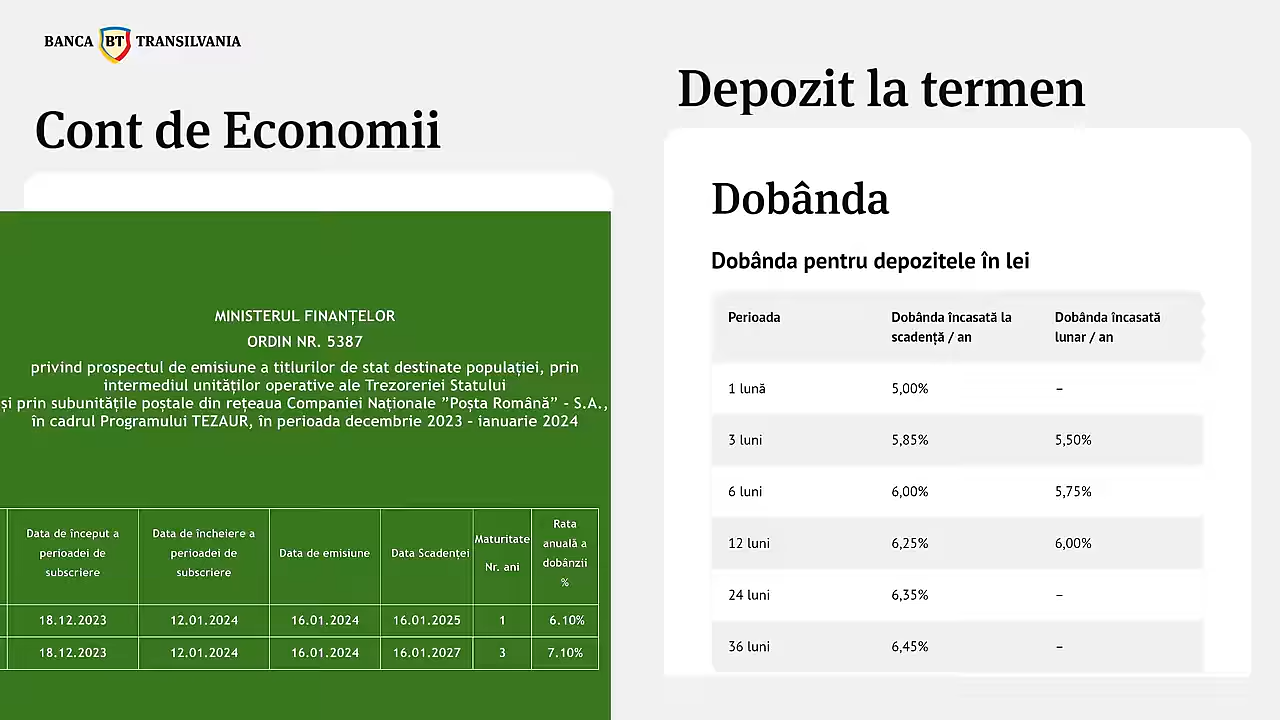 BANCA BT TRANSILVANIA
Cont de Economii
MINISTERUL FINANȚELOR
ORDIN NR. 5387
privind prospectul de emisiune a titlurilor de stat destinate populației, prin
intermediul unităților operative ale Trezoreriei Statului
și prin subunitățile poștale din rețeaua Companiei Naționale ”Poșta Română” - S.A.,
în cadrul Programului TEZAUR, în perioada decembrie 2023 - ianuarie 2024
Data de început a perioadei de subscriere Data de încheiere a perioadei de subscriere Data de emisiune Data Scadenței Maturitate Nr. ani Rata anuală a dobânzii %
18.12.2023 12.01.2024 16.01.2024 16.01.2025 1 6.10%
18.12.2023 12.01.2024 16.01.2024 16.01.2027 3 7.10%
Depozit la termen
Dobânda
Dobânda pentru depozitele în lei
Perioada Dobânda încasată la scadență / an Dobânda încasată lunar / an
1 lună 5,00% –
3 luni 5,85% 5,50%
6 luni 6,00% 5,75%
12 luni 6,25% 6,00%
24 luni 6,35% –
36 luni 6,45% –